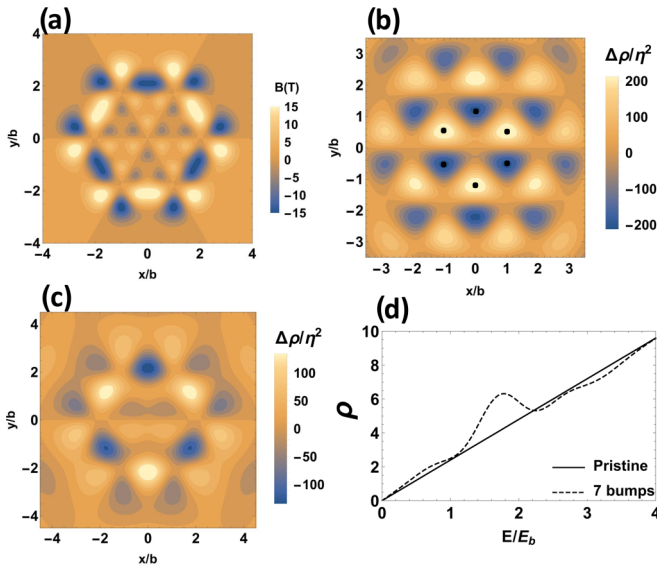 (a)
4
2
0
−2
−4
y/b
−4 −2 0 2 4
x/b
B(T)
15
10
5
0
−5
−10
−15
(b)
3
2
1
0
−1
−2
−3
y/b
−3 −2 −1 0 1 2 3
x/b
Δρ/η²
200
100
0
−100
−200
(c)
4
2
0
−2
−4
y/b
−4 −2 0 2 4
x/b
Δρ/η²
100
50
0
−50
−100
(d)
10
8
6
4
2
0
ρ
0 1 2 3 4
E/E_b
Pristine
7 bumps